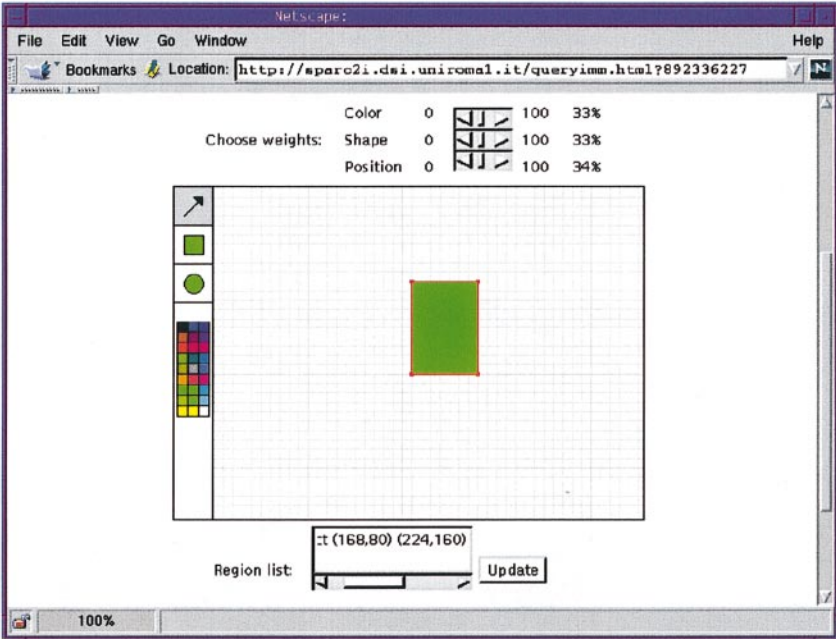 Netscape:
File Edit View Go Window Help
Bookmarks Location: http://sparc2i.dsi.uniroma1.it/queryimm.html?892336227 N
Color 0 100 33%
Choose weights: Shape 0 100 33%
Position 0 100 34%
:t (168,80) (224,160)
Region list: Update
100%